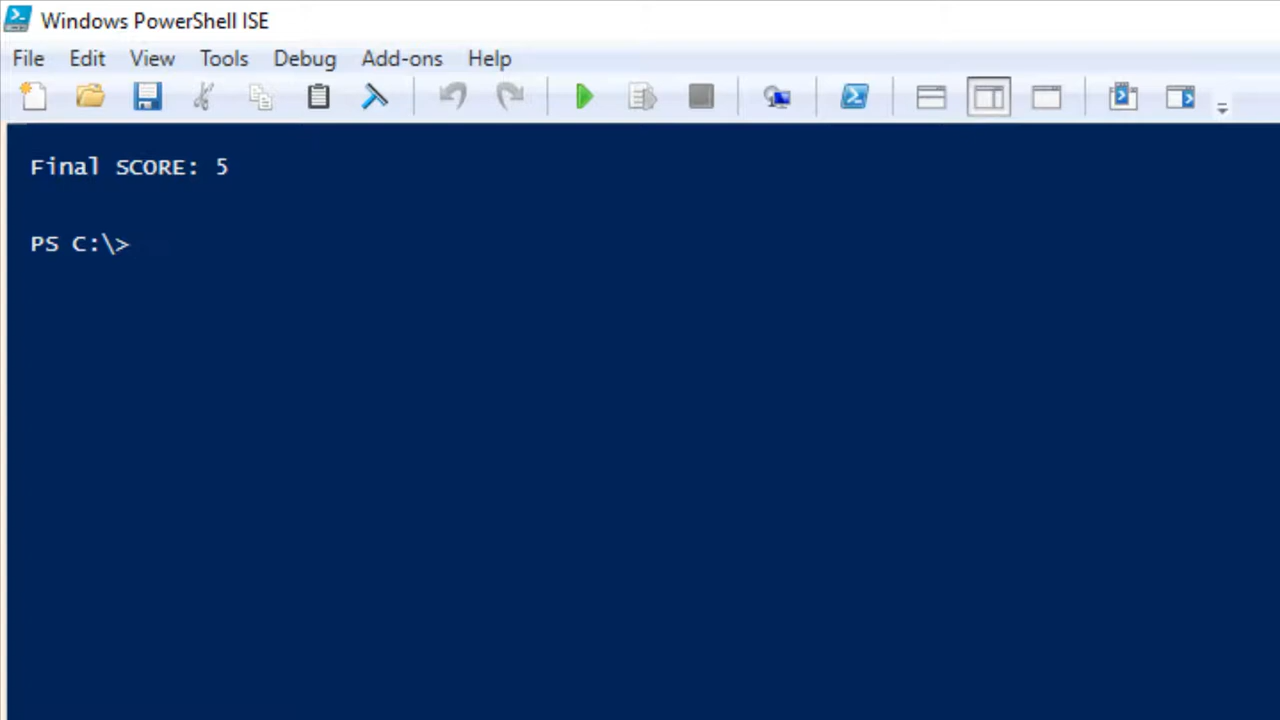 Windows PowerShell ISE
File Edit View Tools Debug Add-ons Help
Final SCORE: 5
PS C:\>